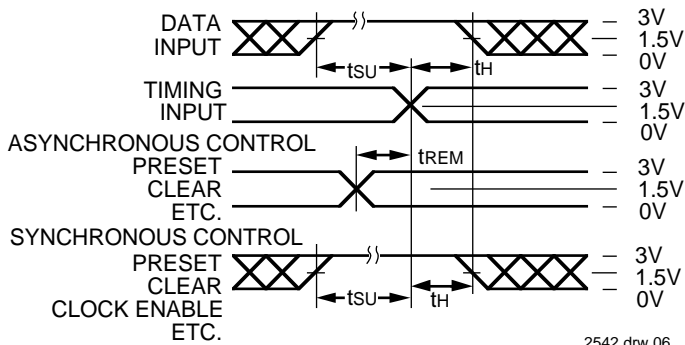 DATA
INPUT
3V
1.5V
0V
tSU
tH
TIMING
INPUT
3V
1.5V
0V
ASYNCHRONOUS CONTROL
tREM
PRESET
CLEAR
ETC.
3V
1.5V
0V
SYNCHRONOUS CONTROL
PRESET
CLEAR
CLOCK ENABLE
ETC.
3V
1.5V
0V
tSU
tH
2542 drw 06